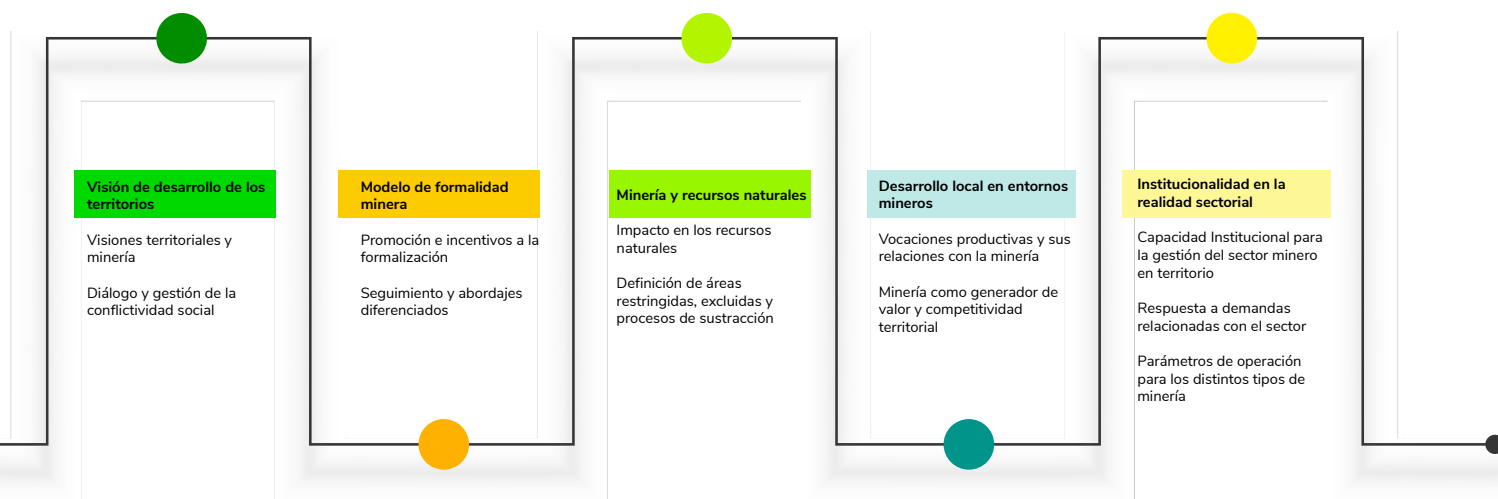 Visión de desarrollo de los
territorios
Visiones territoriales y
minería
Diálogo y gestión de la
conflictividad social
Modelo de formalidad
minera
Promoción e incentivos a la
formalización
Seguimiento y abordajes
diferenciados
Minería y recursos naturales
Impacto en los recursos
naturales
Definición de áreas
restringidas, excluidas y
procesos de sustracción
Desarrollo local en entornos
mineros
Vocaciones productivas y sus
relaciones con la minería
Minería como generador de
valor y competitividad
territorial
Institucionalidad en la
realidad sectorial
Capacidad Institucional para
la gestión del sector minero
en territorio
Respuesta a demandas
relacionadas con el sector
Parámetros de operación
para los distintos tipos de
minería